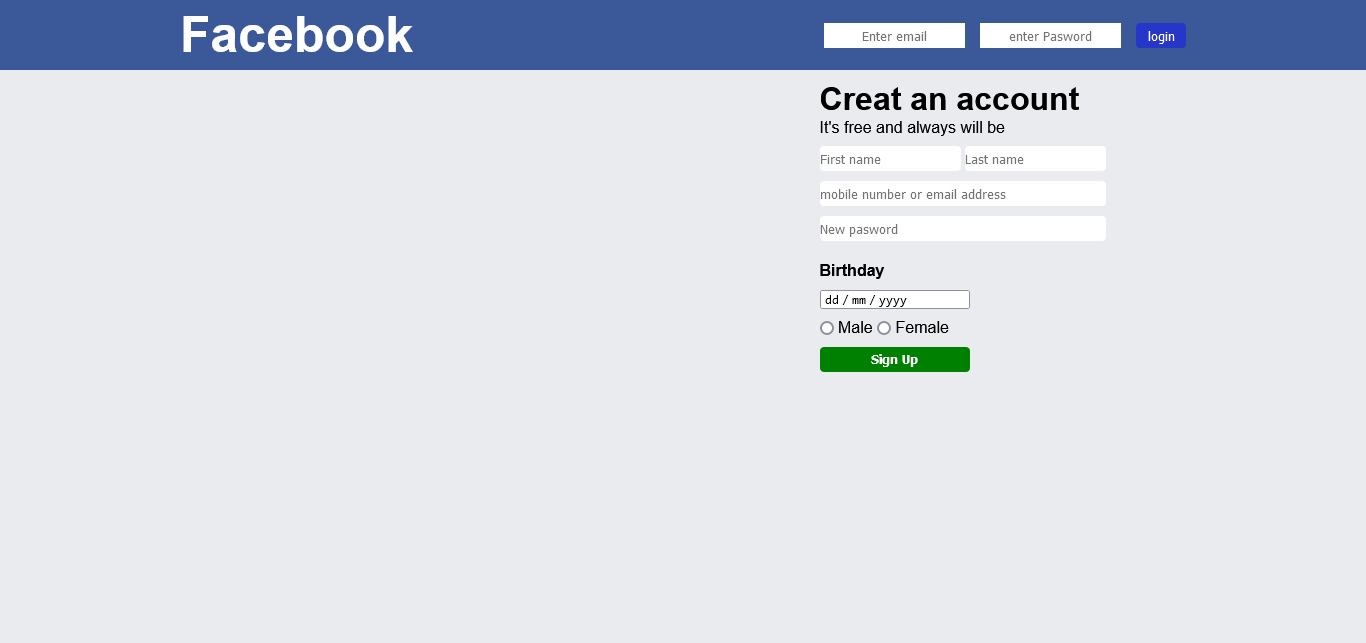 Facebook
Enter email
enter Pasword
login
Creat an account
It's free and always will be
First name
Last name
mobile number or email address
New pasword
Birthday
dd / mm / yyyy
Male Female
Sign Up